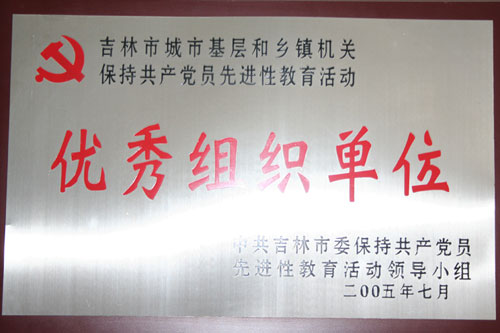 吉林市城市基层和乡镇机关
保持共产党员先进性教育活动
优秀组织单位
中共吉林市委保持共产党员
先进性教育活动领导小组
二00五年七月